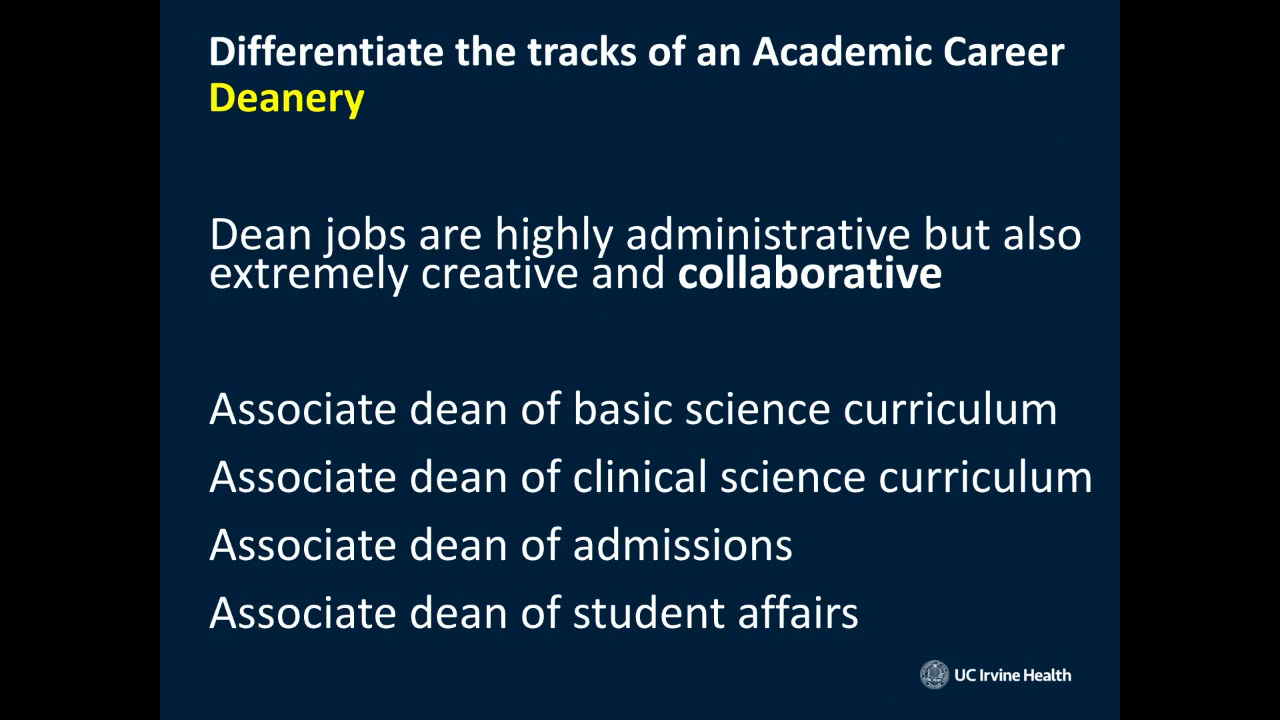 Differentiate the tracks of an Academic Career
Deanery
Dean jobs are highly administrative but also
extremely creative and collaborative
Associate dean of basic science curriculum
Associate dean of clinical science curriculum
Associate dean of admissions
Associate dean of student affairs
UC Irvine Health